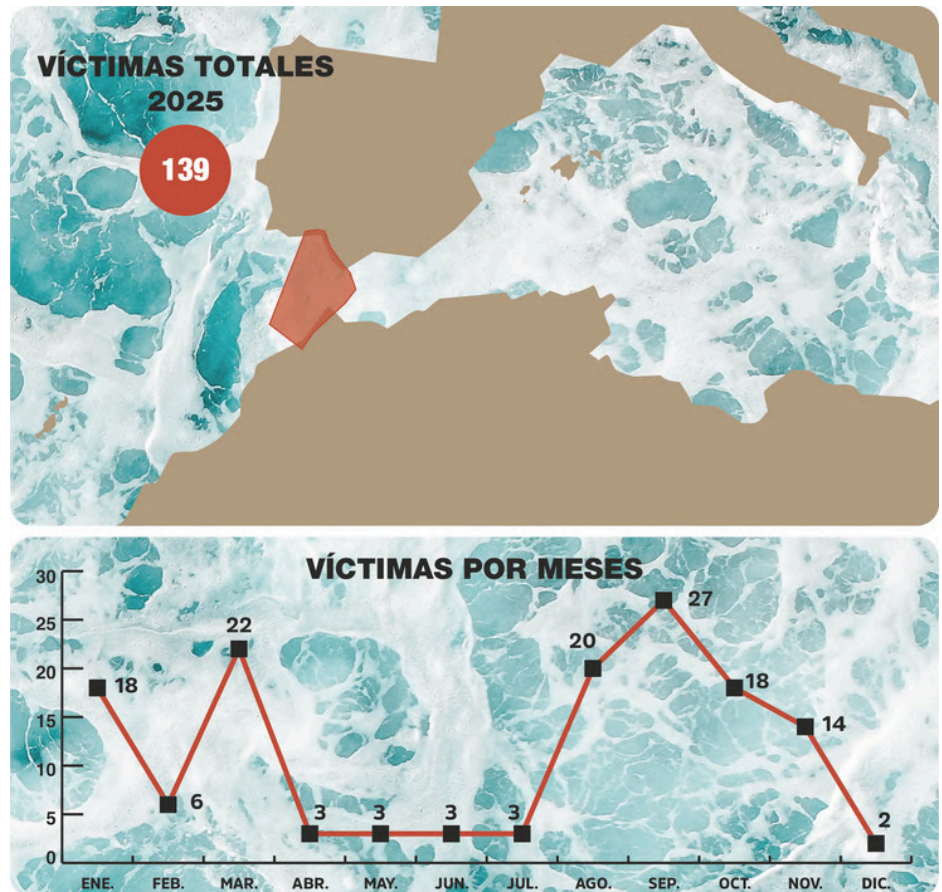 VÍCTIMAS TOTALES
2025
139
VÍCTIMAS POR MESES
30
25
20
15
10
5
0
18
6
22
3
3
3
3
20
27
18
14
2
ENE.
FEB.
MAR.
ABR.
MAY.
JUN.
JUL.
AGO.
SEP.
OCT.
NOV.
DIC.